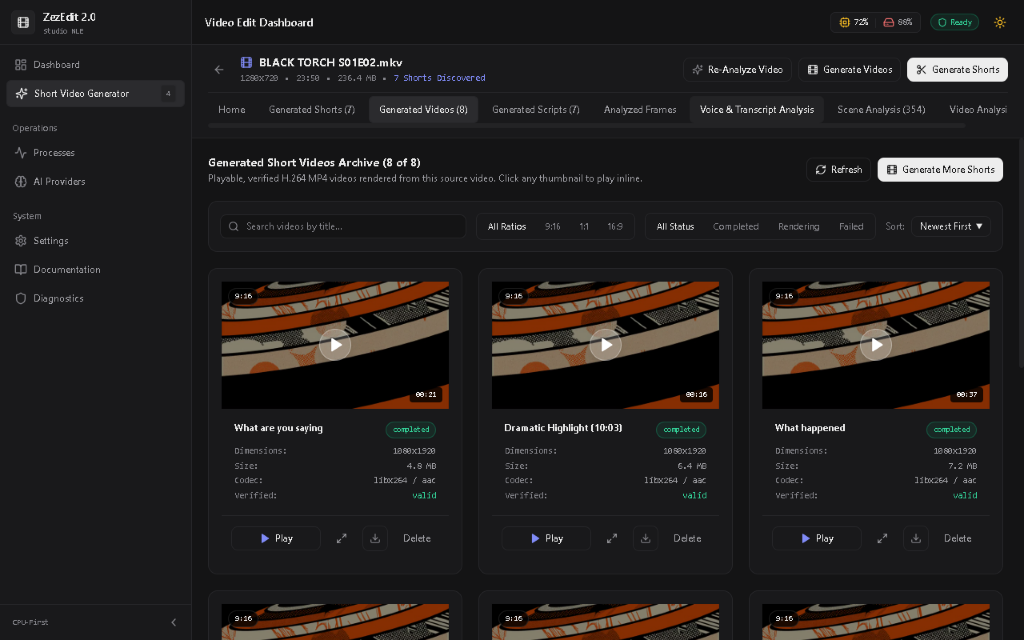 ZezEdit 2.0
Studio NLE
Dashboard
Short Video Generator 4
Operations
Processes
AI Providers
System
Settings
Documentation
Diagnostics
CPU-First
Video Edit Dashboard
72% 86% Ready
BLACK TORCH S01E02.mkv
1280x720 • 23:50 • 236.4 MB • 7 Shorts Discovered
Re-Analyze Video Generate Videos Generate Shorts
Home Generated Shorts (7) Generated Videos (8) Generated Scripts (7) Analyzed Frames Voice & Transcript Analysis Scene Analysis (354) Video Analysi
Generated Short Videos Archive (8 of 8)
Playable, verified H.264 MP4 videos rendered from this source video. Click any thumbnail to play inline.
Refresh Generate More Shorts
Search videos by title... All Ratios 9:16 1:1 16:9 All Status Completed Rendering Failed Sort: Newest First ▼
9:16
00:21
What are you saying completed
Dimensions: 1080x1920
Size: 4.8 MB
Codec: libx264 / aac
Verified: valid
Play Delete
9:16
00:16
Dramatic Highlight (10:03) completed
Dimensions: 1080x1920
Size: 6.4 MB
Codec: libx264 / aac
Verified: valid
Play Delete
9:16
00:37
What happened completed
Dimensions: 1080x1920
Size: 7.2 MB
Codec: libx264 / aac
Verified: valid
Play Delete
9:16
9:16
9:16